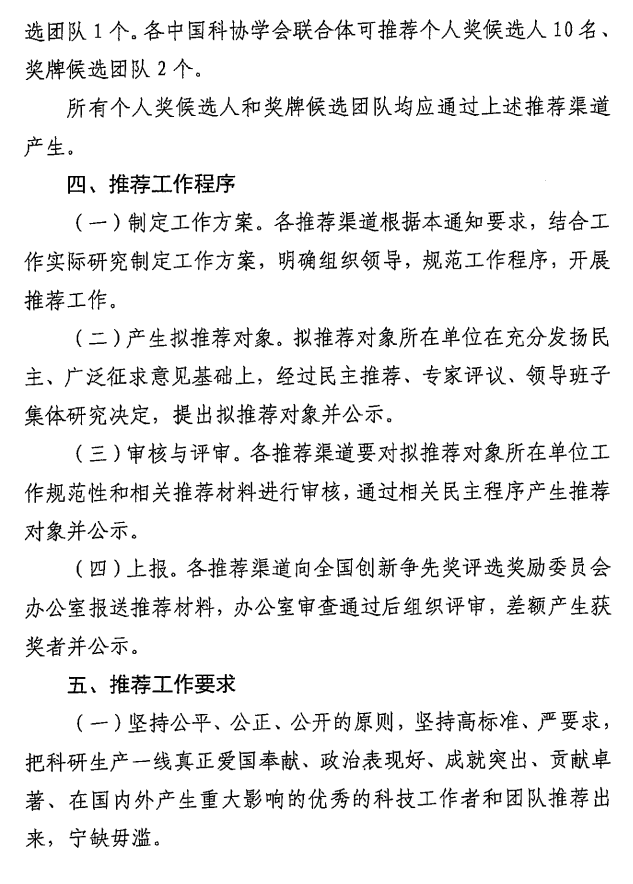 选团队1个。各中国科协学会联合体可推荐个人奖候选人10名、
奖牌候选团队2个。
所有个人奖候选人和奖牌候选团队均应通过上述推荐渠道
产生。
四、推荐工作程序
（一）制定工作方案。各推荐渠道根据本通知要求，结合工
作实际研究制定工作方案，明确组织领导，规范工作程序，开展
推荐工作。
（二）产生拟推荐对象。拟推荐对象所在单位在充分发扬民
主、广泛征求意见基础上，经过民主推荐、专家评议、领导班子
集体研究决定，提出拟推荐对象并公示。
（三）审核与评审。各推荐渠道要对拟推荐对象所在单位工
作规范性和相关推荐材料进行审核，通过相关民主程序产生推荐
对象并公示。
（四）上报。各推荐渠道向全国创新争先奖评选奖励委员会
办公室报送推荐材料，办公室审查通过后组织评审，差额产生获
奖者并公示。
五、推荐工作要求
（一）坚持公平、公正、公开的原则，坚持高标准、严要求，
把科研生产一线真正爱国奉献、政治表现好、成就突出、贡献卓
著、在国内外产生重大影响的优秀的科技工作者和团队推荐出
来，宁缺毋滥。